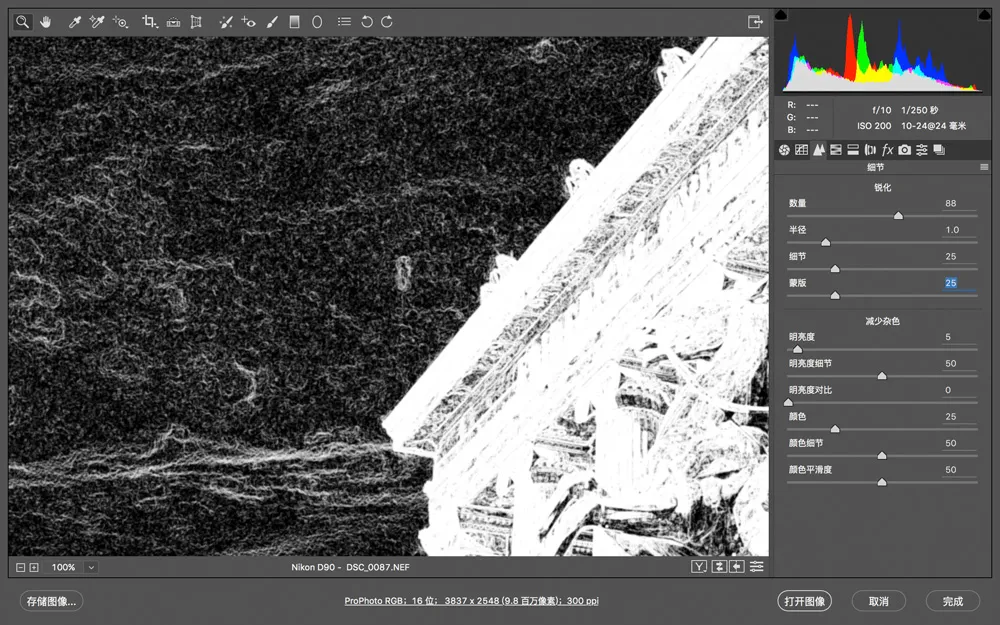 R: ---
G: ---
B: ---
f/10 1/250 秒
ISO 200 10-24@24 毫米
fx
细节
锐化
数量 88
半径 1.0
细节 25
蒙版 25
减少杂色
明亮度 5
明亮度细节 50
明亮度对比 0
颜色 25
颜色细节 50
颜色平滑度 50
100%
Nikon D90 - DSC_0087.NEF
Y
存储图像...
ProPhoto RGB; 16 位; 3837 x 2548 (9.8 百万像素); 300 ppi
打开图像
取消
完成